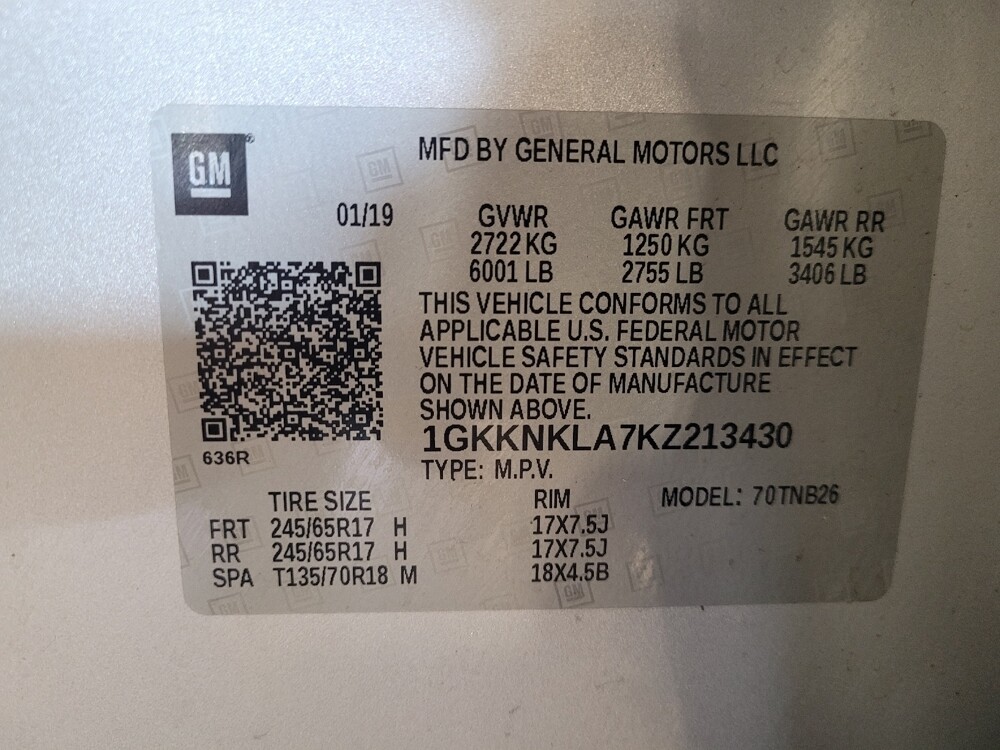 GM
MFD BY GENERAL MOTORS LLC
01/19 GVWR GAWR FRT GAWR RR
2722 KG 1250 KG 1545 KG
6001 LB 2755 LB 3406 LB
THIS VEHICLE CONFORMS TO ALL
APPLICABLE U.S. FEDERAL MOTOR
VEHICLE SAFETY STANDARDS IN EFFECT
ON THE DATE OF MANUFACTURE
SHOWN ABOVE.
1GKKNKLA7KZ213430
636R
TYPE: M.P.V.
TIRE SIZE RIM MODEL: 70TNB26
FRT 245/65R17 H 17X7.5J
RR 245/65R17 H 17X7.5J
SPA T135/70R18 M 18X4.5B